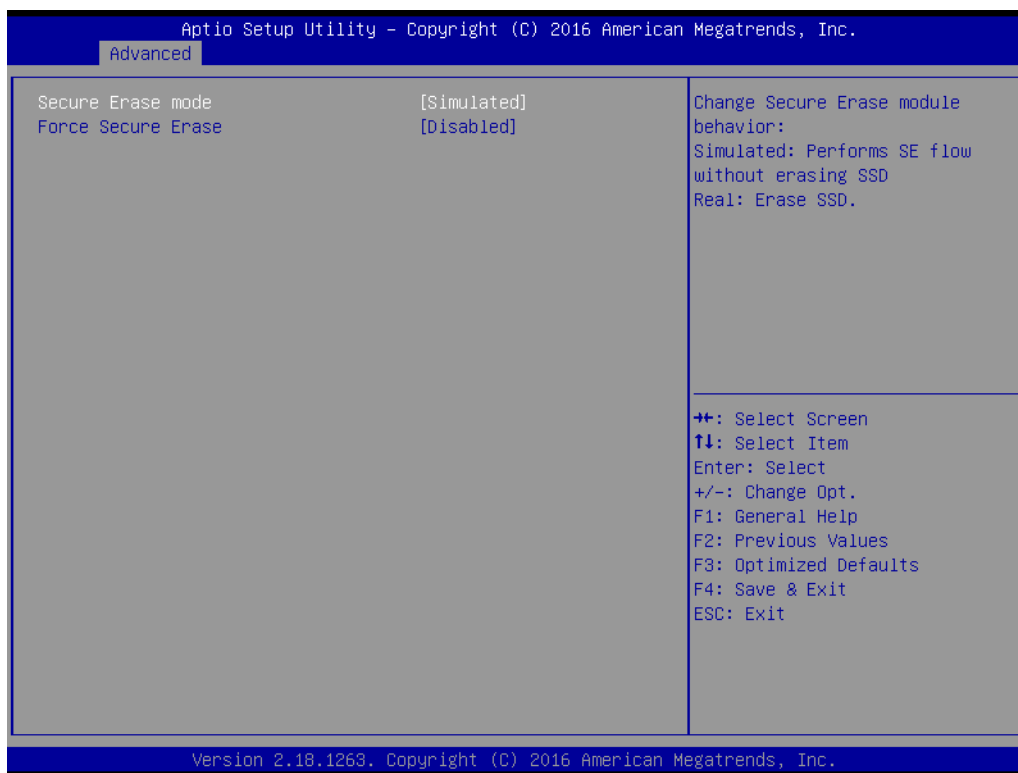 Aptio Setup Utility – Copyright (C) 2016 American Megatrends, Inc.
Advanced
Secure Erase mode [Simulated]
Force Secure Erase [Disabled]
Change Secure Erase module
behavior:
Simulated: Performs SE flow
without erasing SSD
Real: Erase SSD.
→←: Select Screen
↑↓: Select Item
Enter: Select
+/-: Change Opt.
F1: General Help
F2: Previous Values
F3: Optimized Defaults
F4: Save & Exit
ESC: Exit
Version 2.18.1263. Copyright (C) 2016 American Megatrends, Inc.